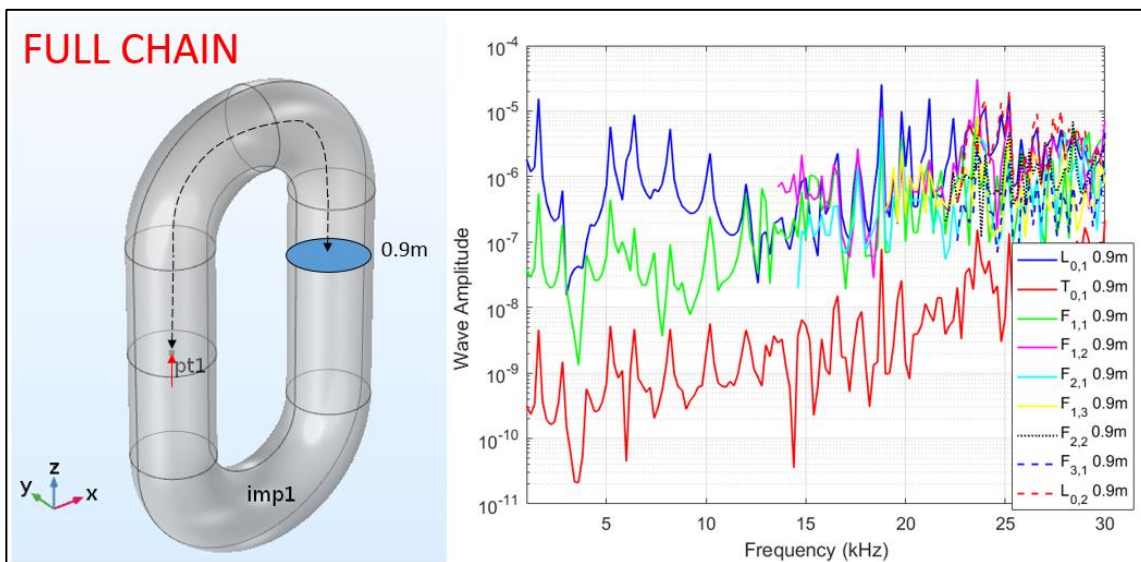 FULL CHAIN
0.9m
pt1
imp1
z
y
x
Wave Amplitude
10⁻⁴
10⁻⁵
10⁻⁶
10⁻⁷
10⁻⁸
10⁻⁹
10⁻¹⁰
10⁻¹¹
5 10 15 20 25 30
Frequency (kHz)
L₀,₁ 0.9m
T₀,₁ 0.9m
F₁,₁ 0.9m
F₁,₂ 0.9m
F₂,₁ 0.9m
F₁,₃ 0.9m
F₂,₂ 0.9m
F₃,₁ 0.9m
L₀,₂ 0.9m